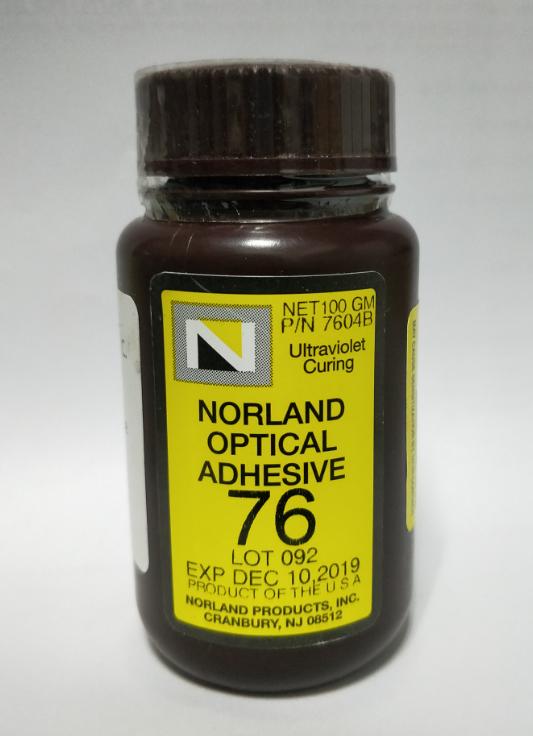 N
NET 100 GM
P/N 7604B
Ultraviolet
Curing
NORLAND
OPTICAL
ADHESIVE
76
LOT 092
EXP DEC 10,2019
PRODUCT OF THE U S A
NORLAND PRODUCTS, INC.
CRANBURY, NJ 08512